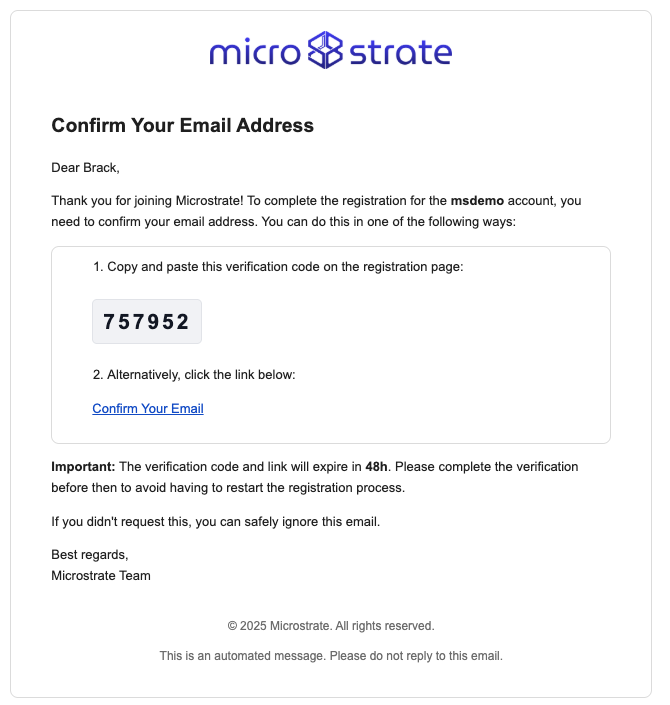 microstrate
Confirm Your Email Address
Dear Brack,
Thank you for joining Microstrate! To complete the registration for the msdemo account, you
need to confirm your email address. You can do this in one of the following ways:
1. Copy and paste this verification code on the registration page:
757952
2. Alternatively, click the link below:
Confirm Your Email
Important: The verification code and link will expire in 48h. Please complete the verification
before then to avoid having to restart the registration process.
If you didn't request this, you can safely ignore this email.
Best regards,
Microstrate Team
© 2025 Microstrate. All rights reserved.
This is an automated message. Please do not reply to this email.